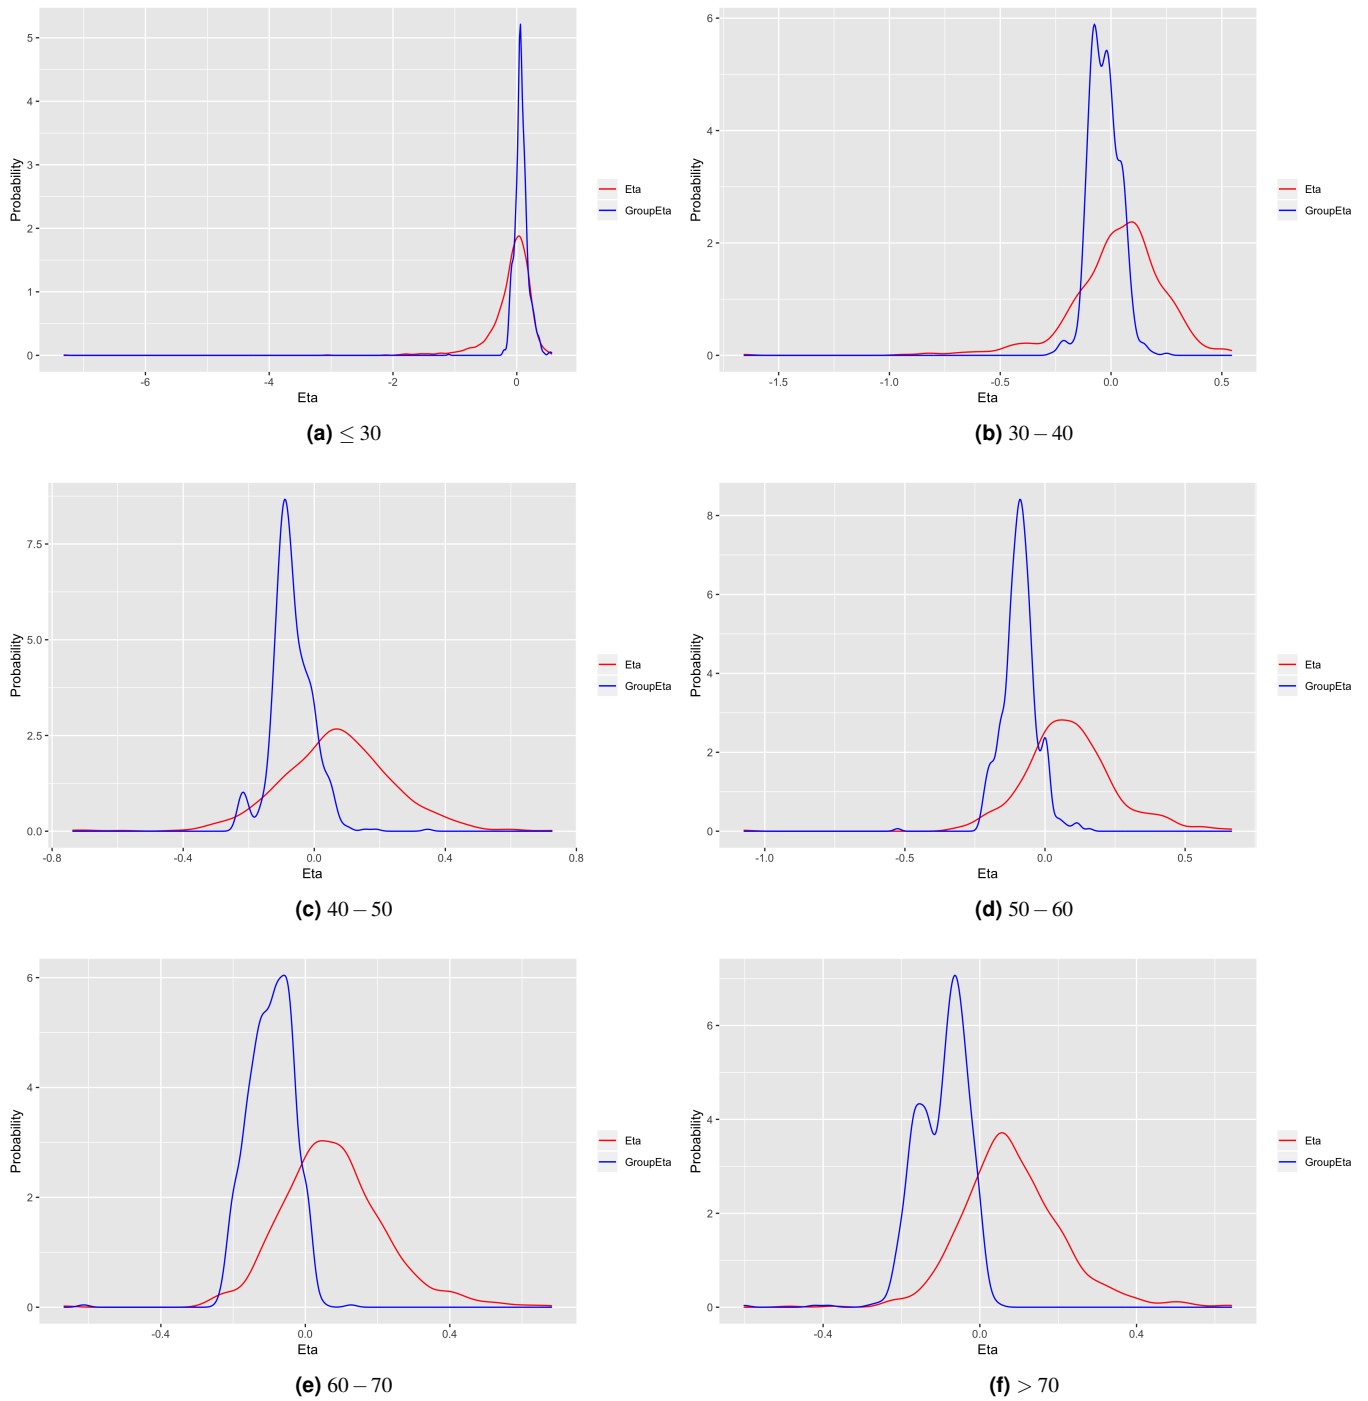 5
4
3
2
1
0
Probability
-6
-4
-2
0
Eta
Eta
GroupEta
(a) ≤ 30
6
4
2
0
Probability
-1.5
-1.0
-0.5
0.0
0.5
Eta
Eta
GroupEta
(b) 30 − 40
7.5
5.0
2.5
0.0
Probability
-0.8
-0.4
0.0
0.4
0.8
Eta
Eta
GroupEta
(c) 40 − 50
8
6
4
2
0
Probability
-1.0
-0.5
0.0
0.5
Eta
Eta
GroupEta
(d) 50 − 60
6
4
2
0
Probability
-0.4
0.0
0.4
Eta
Eta
GroupEta
(e) 60 − 70
6
4
2
0
Probability
-0.4
0.0
0.4
Eta
Eta
GroupEta
(f) > 70